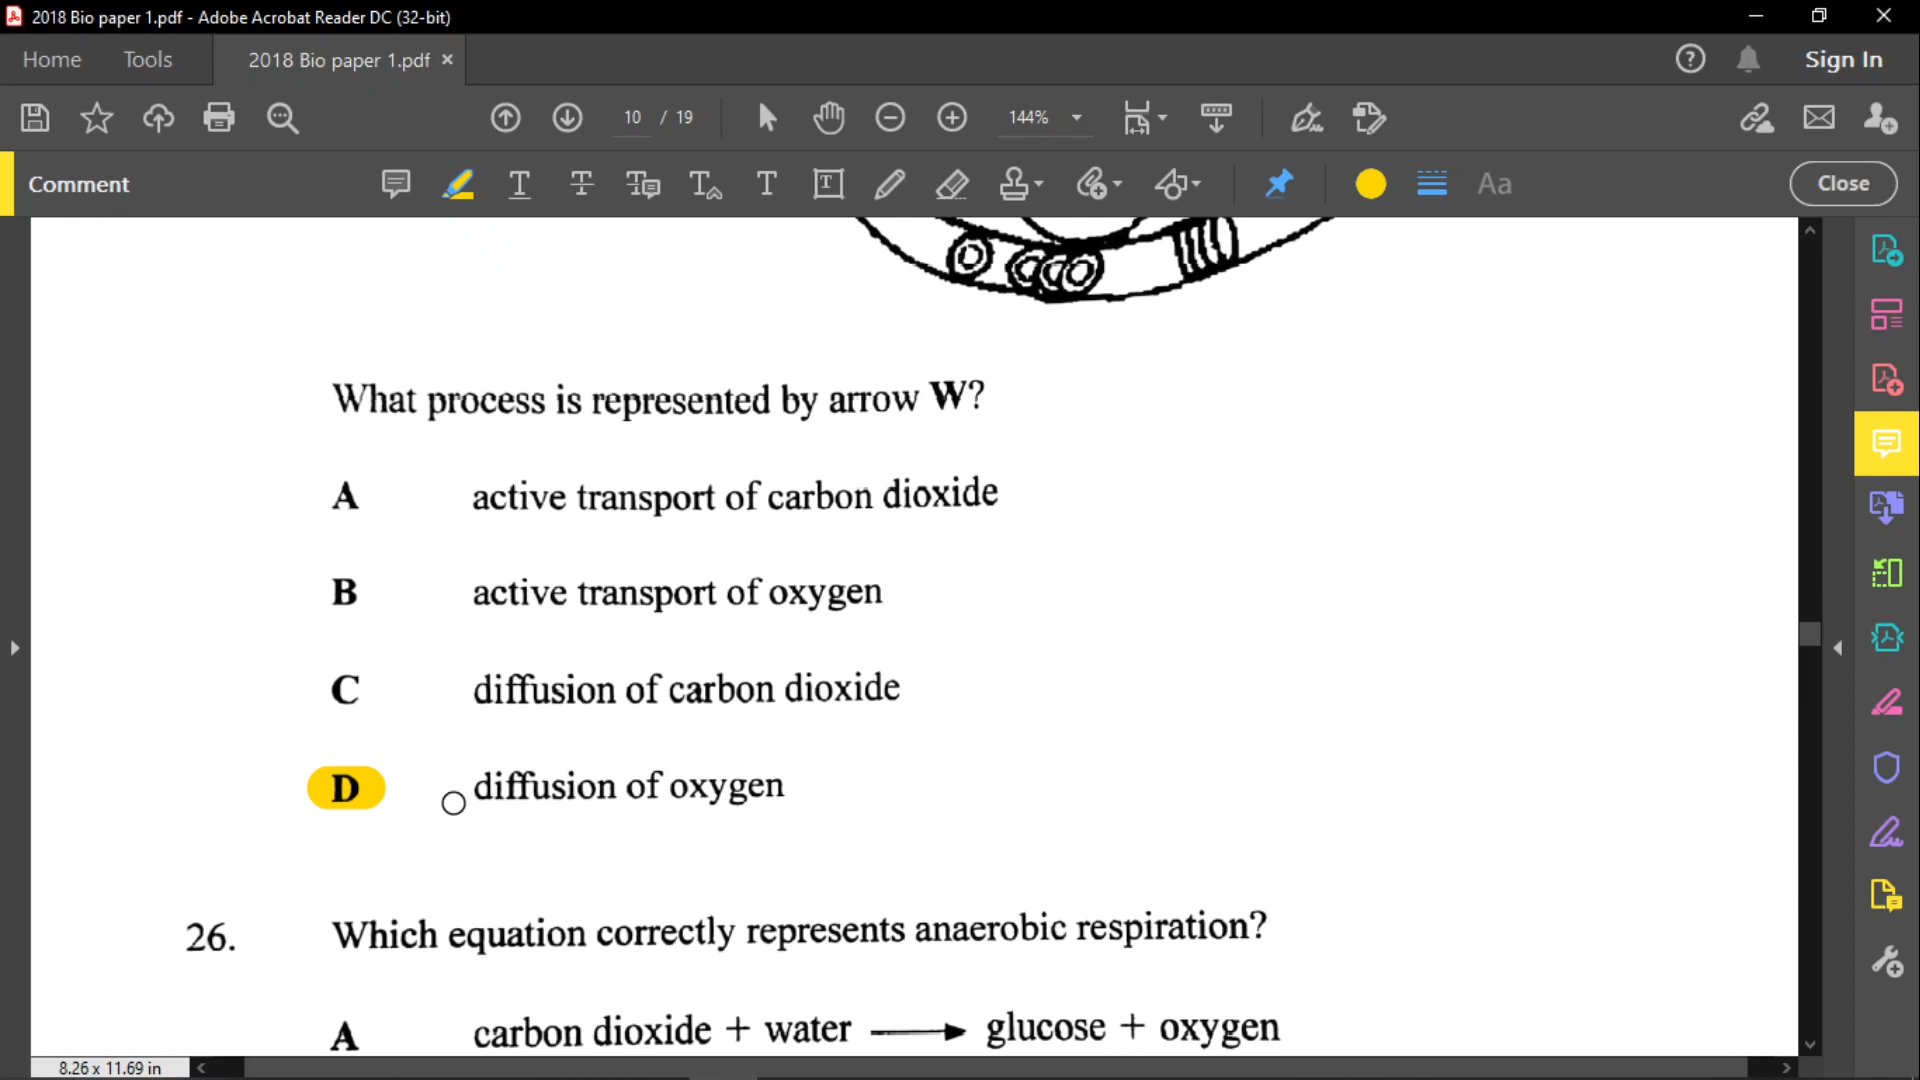 2018 Bio paper 1.pdf - Adobe Acrobat Reader DC (32-bit)
Home Tools 2018 Bio paper 1.pdf × Sign In
10 / 19 144%
Comment Aa Close
What process is represented by arrow W?
A active transport of carbon dioxide
B active transport of oxygen
C diffusion of carbon dioxide
D diffusion of oxygen
26. Which equation correctly represents anaerobic respiration?
A carbon dioxide + water ⟶ glucose + oxygen
8.26 x 11.69 in